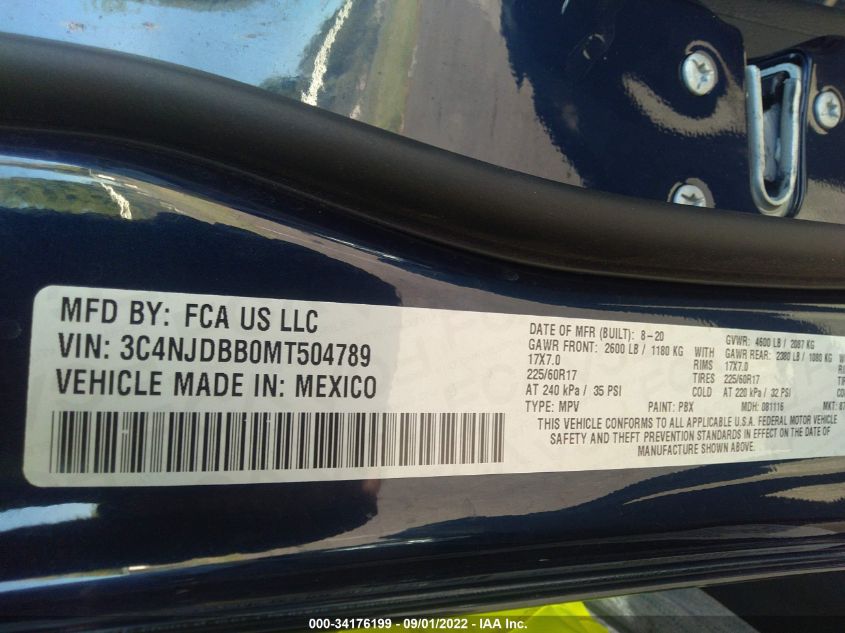 MFD BY: FCA US LLC
VIN: 3C4NJDBB0MT504789
VEHICLE MADE IN: MEXICO
DATE OF MFR (BUILT): 8-20 GVWR: 4600 LB / 2087 KG
GAWR FRONT: 2600 LB / 1180 KG WITH GAWR REAR: 2380 LB / 1080 KG
17X7.0 RIMS 17X7.0
225/60R17 TIRES 225/60R17
AT 240 kPa / 35 PSI COLD AT 220 kPa / 32 PSI
TYPE: MPV PAINT: PBX MDH: 081116 MKT:
THIS VEHICLE CONFORMS TO ALL APPLICABLE U.S.A. FEDERAL MOTOR VEHICLE
SAFETY AND THEFT PREVENTION STANDARDS IN EFFECT ON THE DATE OF
MANUFACTURE SHOWN ABOVE.
000-34176199 - 09/01/2022 - IAA Inc.